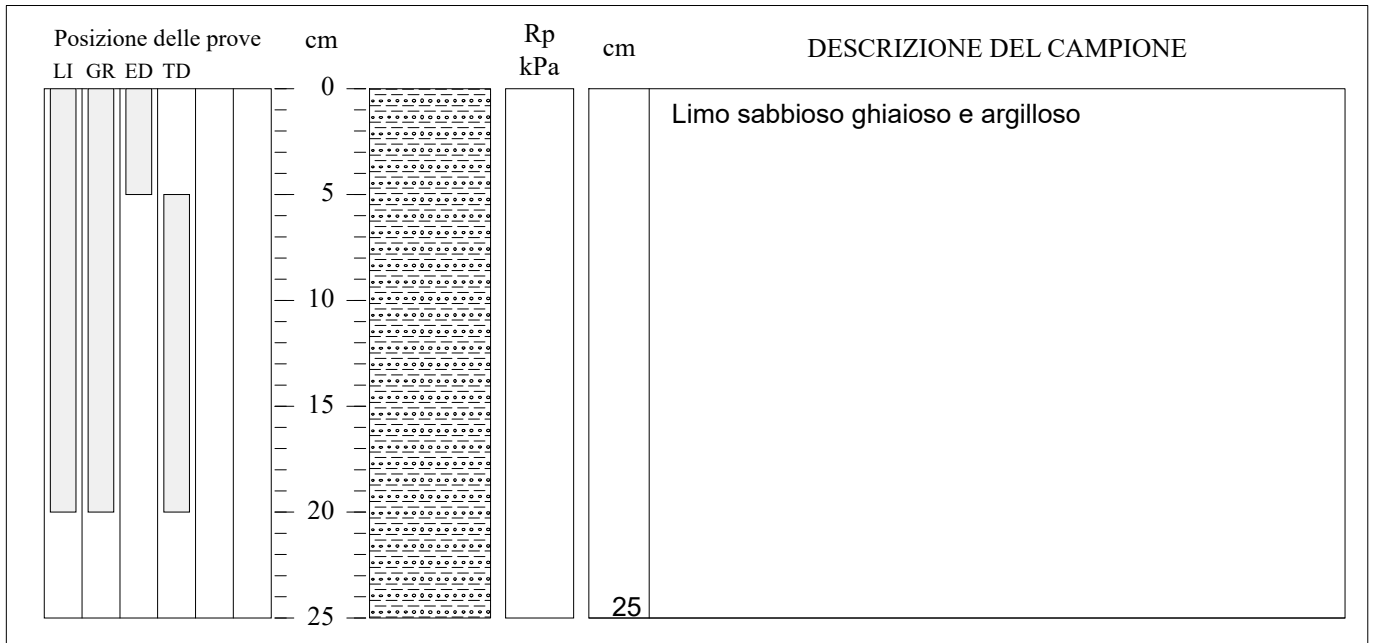 Posizione delle prove
LI GR ED TD
cm
Rp
kPa
cm
DESCRIZIONE DEL CAMPIONE
0
5
10
15
20
25
25
Limo sabbioso ghiaioso e argilloso